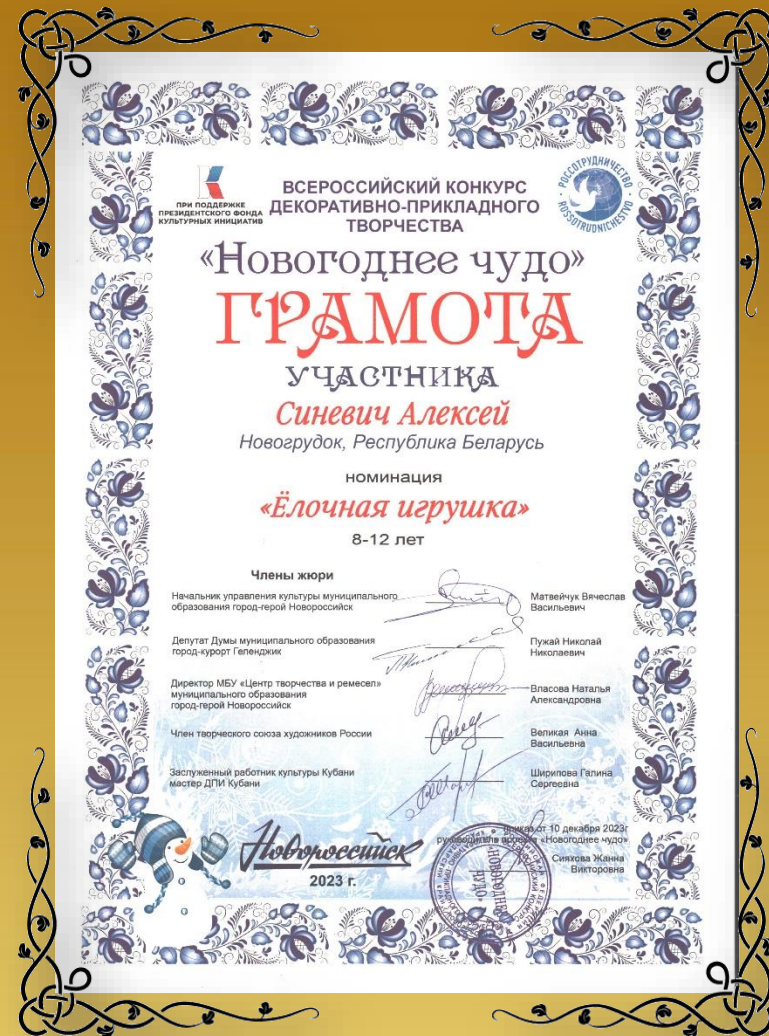 ПРИ ПОДДЕРЖКЕ
ПРЕЗИДЕНТСКОГО ФОНДА
КУЛЬТУРНЫХ ИНИЦИАТИВ
ВСЕРОССИЙСКИЙ КОНКУРС
ДЕКОРАТИВНО-ПРИКЛАДНОГО
ТВОРЧЕСТВА
РОССОТРУДНИЧЕСТВО
ROSSOTRUDNICHESTVO
«Новогоднее чудо»
ГРАМОТА
УЧАСТНИКА
Синевич Алексей
Новогрудок, Республика Беларусь
номинация
«Ёлочная игрушка»
8-12 лет
Члены жюри
Начальник управления культуры муниципального
образования город-герой Новороссийск
Матвейчук Вячеслав
Васильевич
Депутат Думы муниципального образования
город-курорт Геленджик
Пужай Николай
Николаевич
Директор МБУ «Центр творчества и ремесел»
муниципального образования
город-герой Новороссийск
Власова Наталья
Александровна
Член творческого союза художников России
Великая Анна
Васильевна
Заслуженный работник культуры Кубани
мастер ДПИ Кубани
Ширипова Галина
Сергеевна
приказ от 10 декабря 2023г
руководитель проекта «Новогоднее чудо»
Сияхова Жанна
Викторовна
Новороссийск
2023 г.